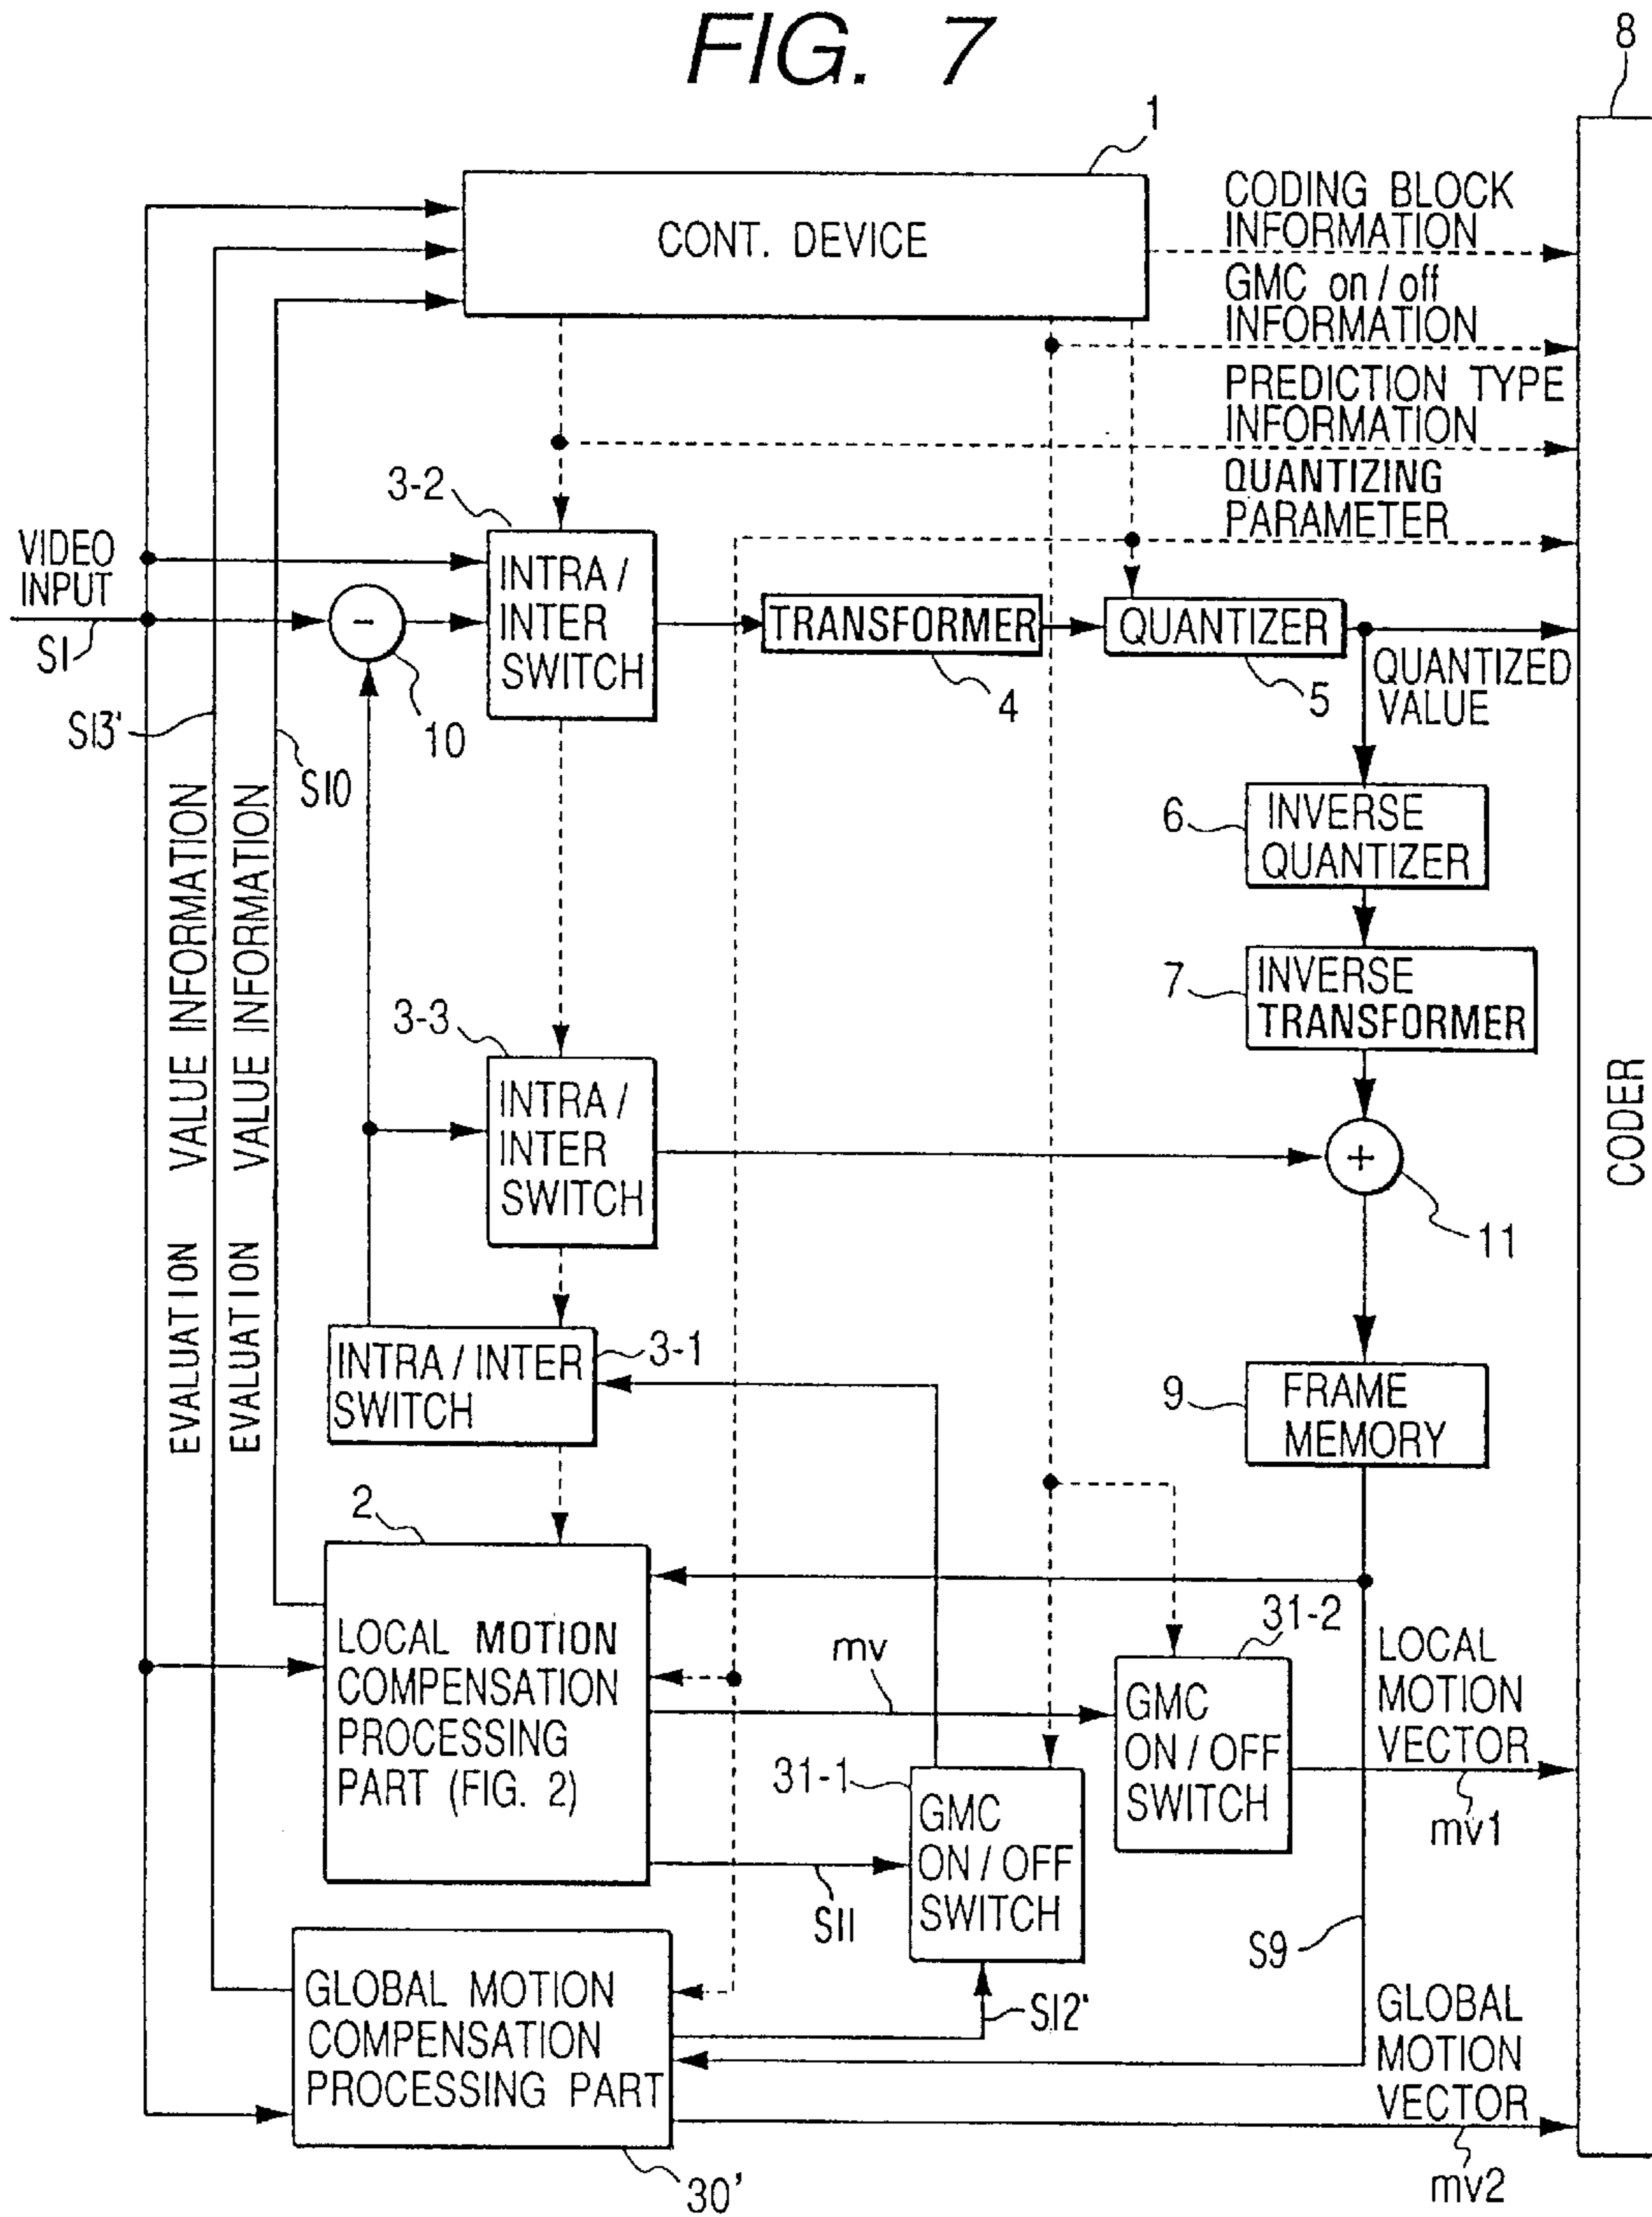 FIG. 7
8
1
CONT. DEVICE
CODING BLOCK
INFORMATION
GMC on / off
INFORMATION
PREDICTION TYPE
INFORMATION
QUANTIZING
PARAMETER
3-2
VIDEO
INPUT
S1
-
10
INTRA /
INTER
SWITCH
TRANSFORMER
4
QUANTIZER
5
QUANTIZED
VALUE
S13'
S10
6
INVERSE
QUANTIZER
7
INVERSE
TRANSFORMER
3-3
INTRA /
INTER
SWITCH
+
11
CODER
EVALUATION VALUE INFORMATION
EVALUATION VALUE INFORMATION
INTRA / INTER
SWITCH
3-1
9
FRAME
MEMORY
2
LOCAL MOTION
COMPENSATION
PROCESSING
PART (FIG. 2)
mv
31-2
GMC
ON / OFF
SWITCH
LOCAL
MOTION
VECTOR
mv1
31-1
GMC
ON / OFF
SWITCH
S11
S9
GLOBAL MOTION
COMPENSATION
PROCESSING PART
S12'
GLOBAL
MOTION
VECTOR
mv2
30'